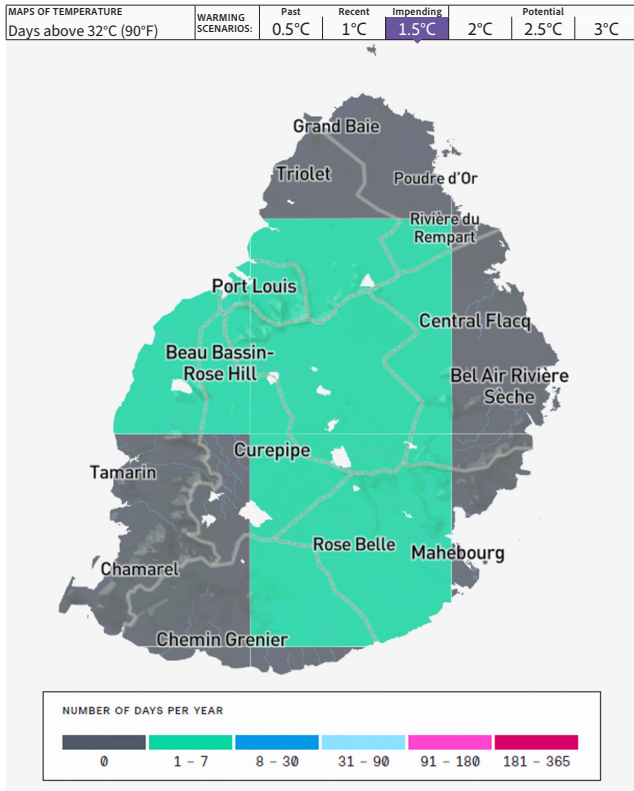 MAPS OF TEMPERATURE
Days above 32°C (90°F)
WARMING
SCENARIOS:
Past
0.5°C
Recent
1°C
Impending
1.5°C
Potential
2°C
2.5°C
3°C
Grand Baie
Triolet
Poudre d'Or
Rivière du
Rempart
Port Louis
Central Flacq
Beau Bassin-
Rose Hill
Bel Air Rivière
Sèche
Curepipe
Tamarin
Rose Belle
Mahebourg
Chamarel
Chemin Grenier
NUMBER OF DAYS PER YEAR
0
1 – 7
8 – 30
31 – 90
91 – 180
181 – 365